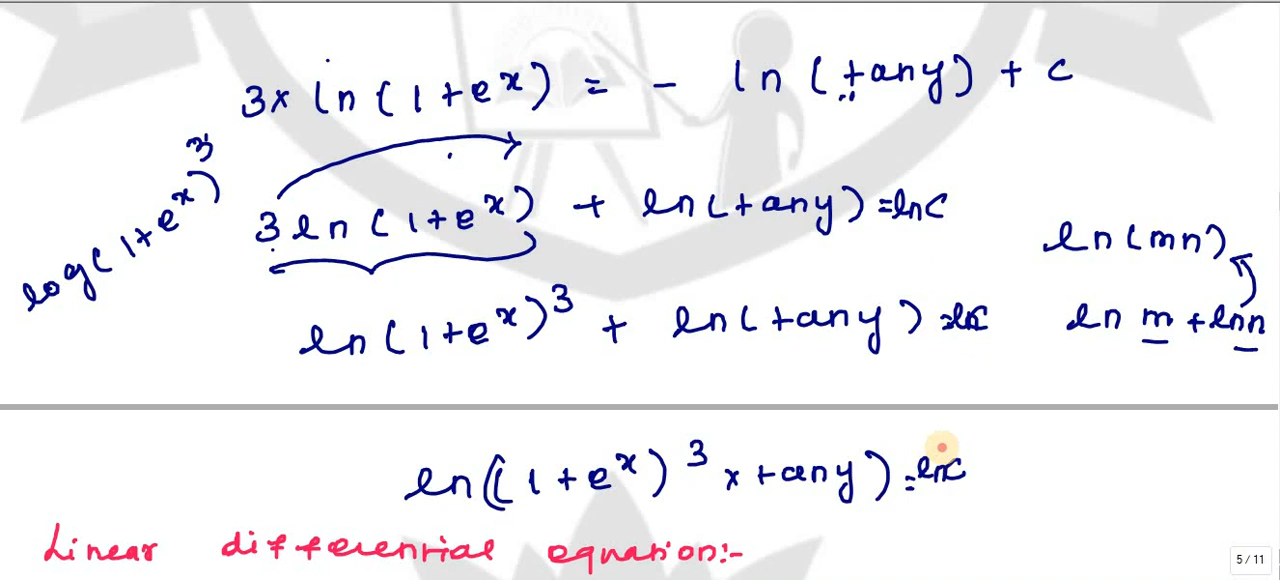 3x ln(1+e^x) = - ln(tany) + c
log(1+e^x)^3
3 ln(1+e^x) + ln(tany) = lnc
ln(mn)
ln(1+e^x)^3 + ln(tany) = lnc
ln m + ln n
ln((1+e^x)^3 x tany) = lnc
Linear differential equation:-
5 / 11